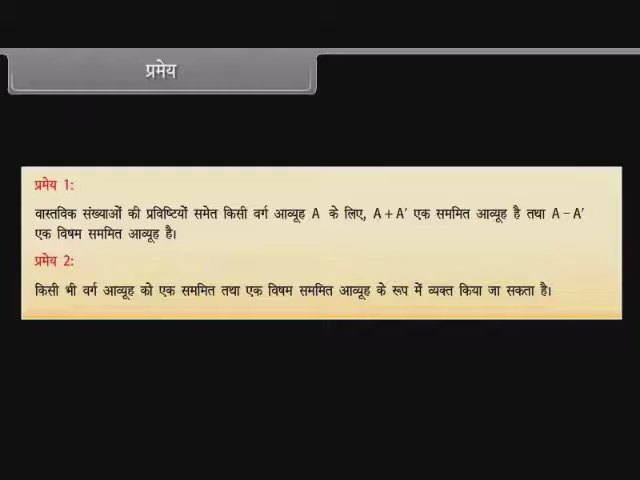 प्रमेय
प्रमेय 1:
वास्तविक संख्याओं की प्रविष्टियों समेत किसी वर्ग आव्यूह A के लिए, A + A′ एक सममित आव्यूह है तथा A − A′
एक विषम सममित आव्यूह है।
प्रमेय 2:
किसी भी वर्ग आव्यूह को एक सममित तथा एक विषम सममित आव्यूह के रूप में व्यक्त किया जा सकता है।